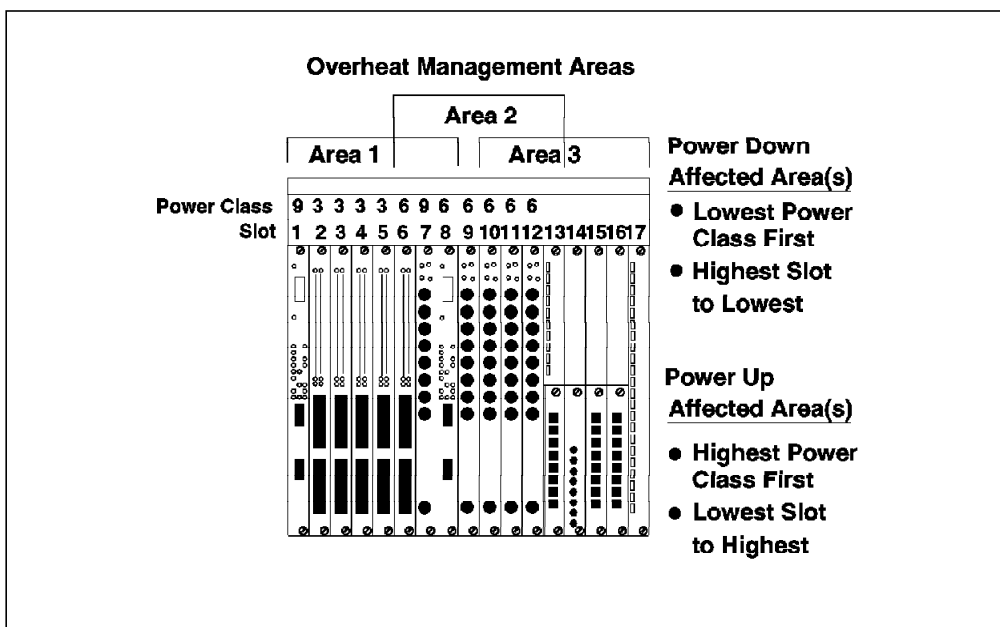 Overheat Management Areas
Area 2
Area 1
Area 3
Power Class 9 3 3 3 3 6 9 6 6 6 6 6
Slot 1 2 3 4 5 6 7 8 9 10 11 12 13 14 15 16 17
Power Down
Affected Area(s)
● Lowest Power
Class First
● Highest Slot
to Lowest
Power Up
Affected Area(s)
● Highest Power
Class First
● Lowest Slot
to Highest